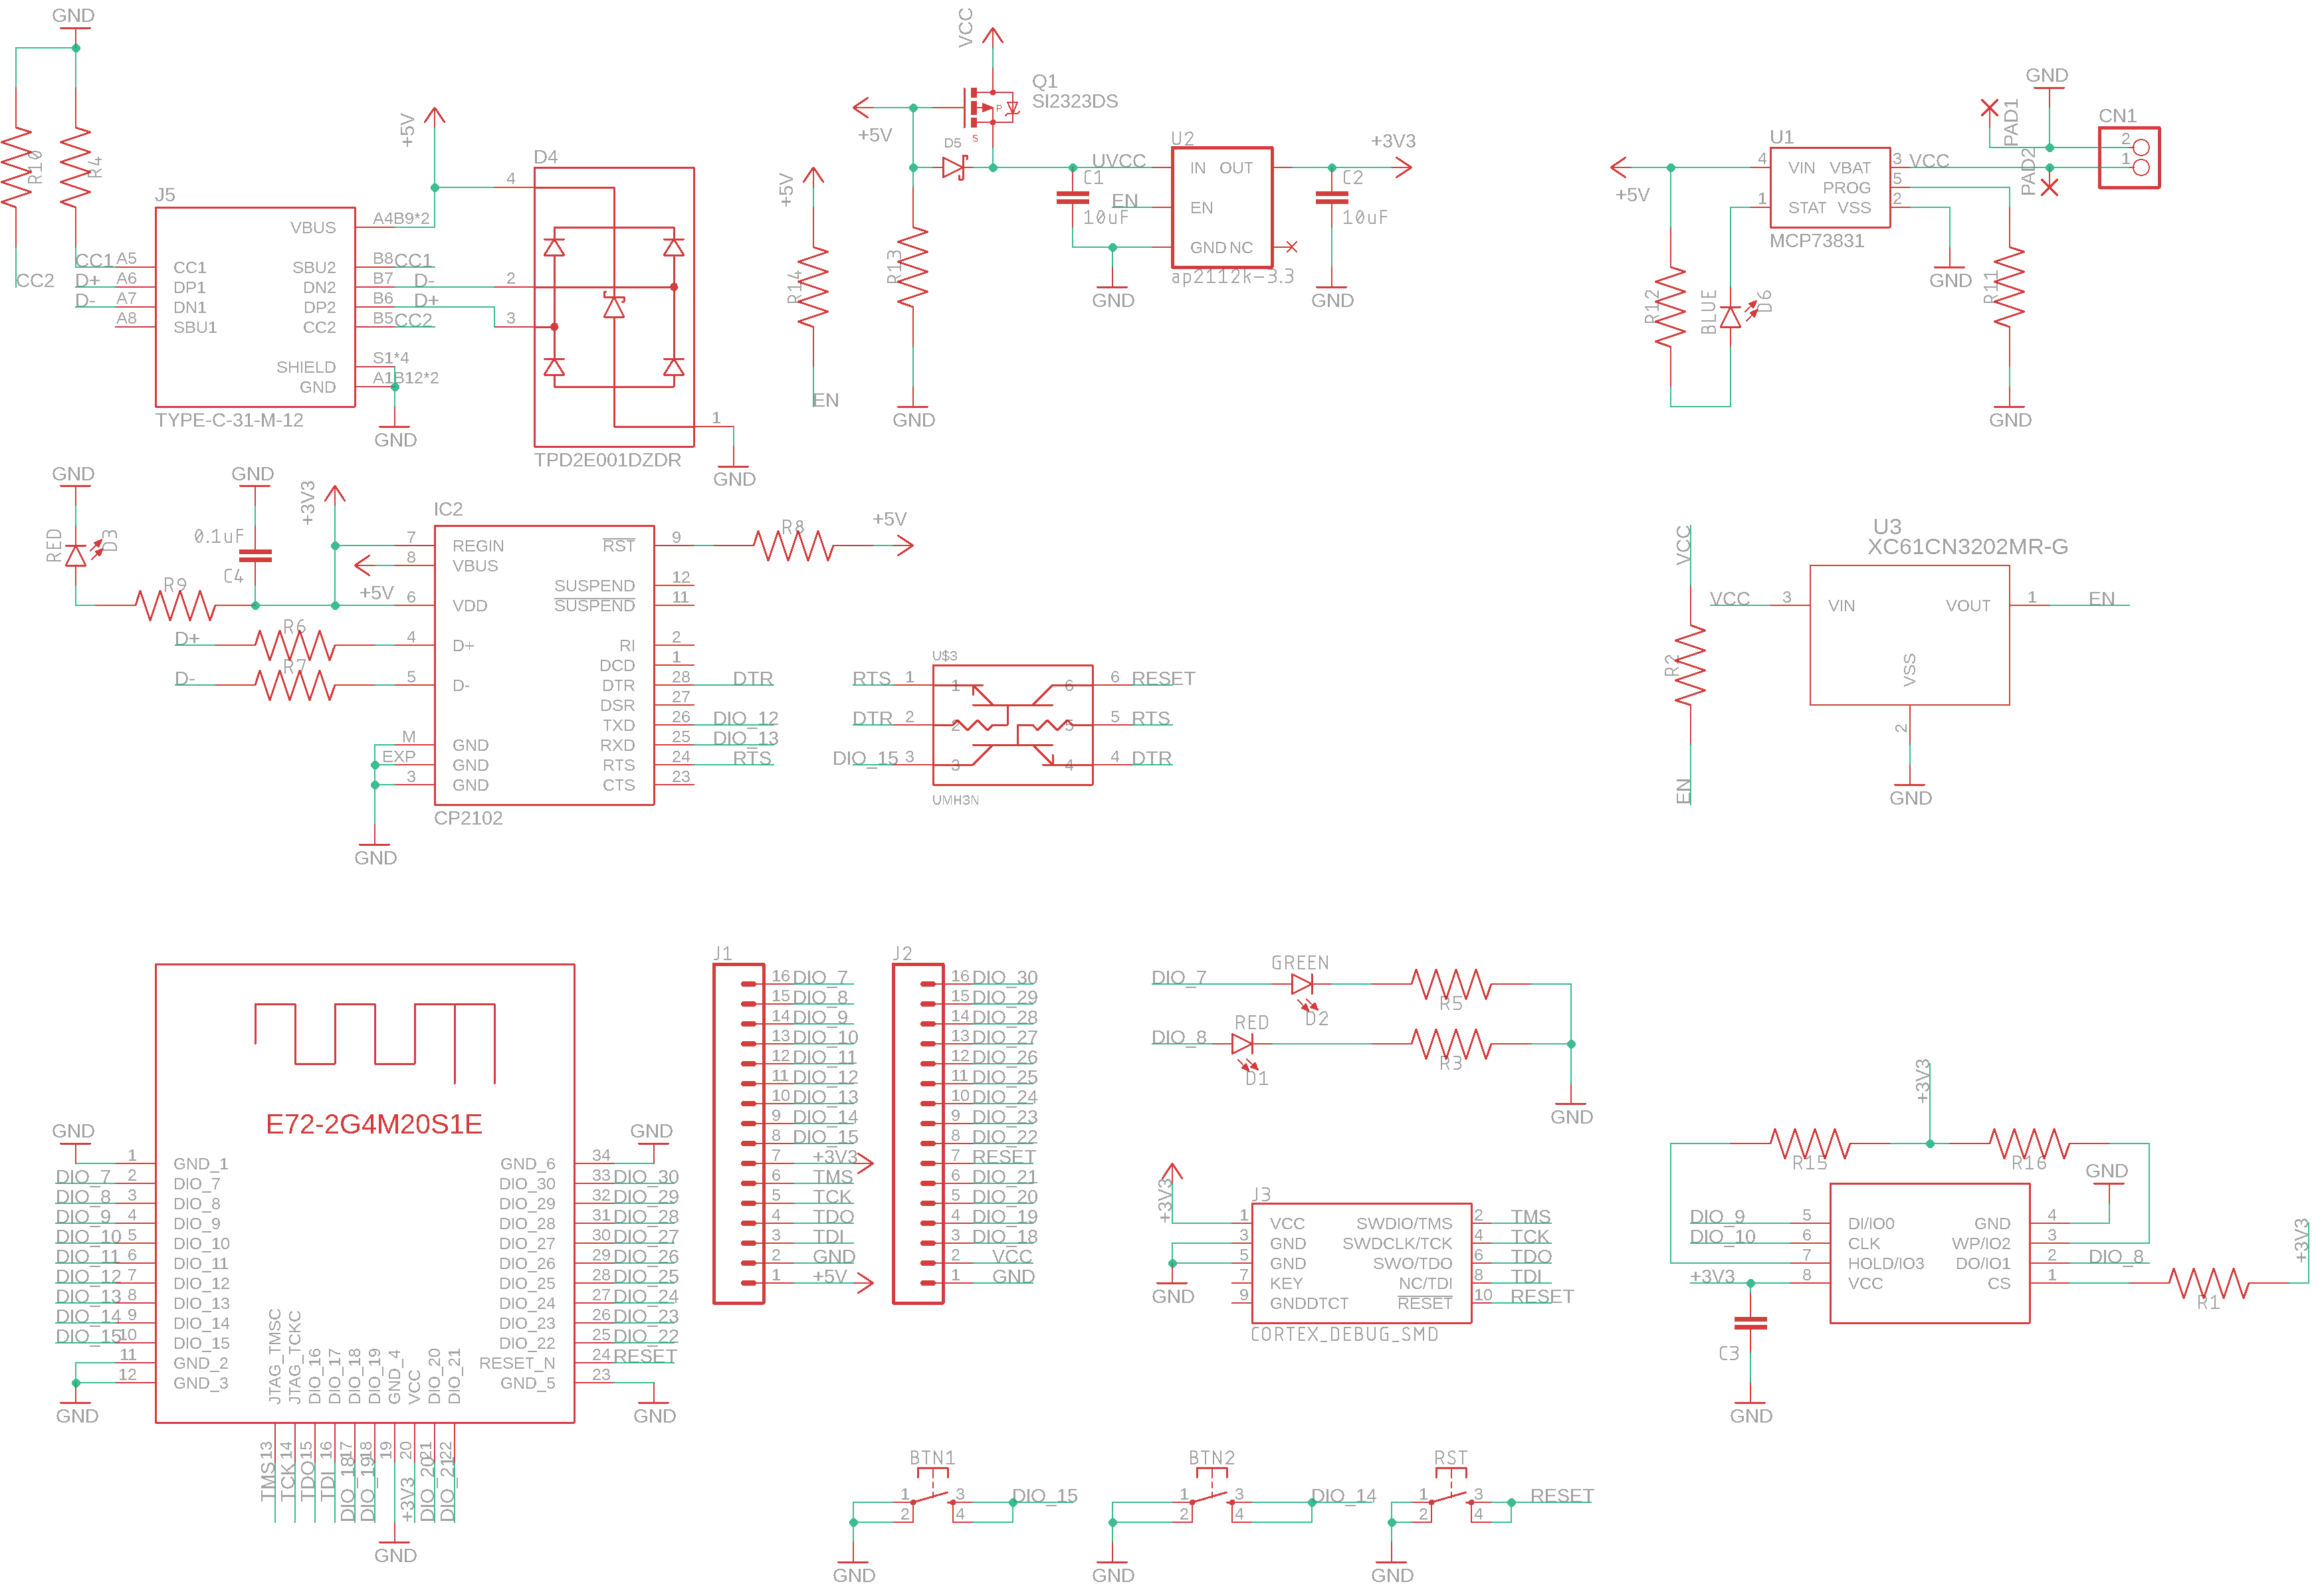 GND
R10
R4
CC2
J5
VBUS
A4B9*2
CC1 A5 CC1
SBU2 B8 CC1
D+ A6 DP1
DN2 B7 D-
D- A7 DN1
DP2 B6 D+
A8 SBU1
CC2 B5 CC2
SHIELD S1*4
GND A1B12*2
TYPE-C-31-M-12
GND
+5V
D4
4
2
3
1
TPD2E001DZDR
GND
VCC
Q1
SI2323DS
P
S
+5V
D5
+5V
R14
EN
R13
GND
UVCC
C1
10uF
EN
GND
U2
IN OUT
EN
GND NC
ap2112k-3.3
+3V3
C2
10uF
GND
GND
PAD1
PAD2
CN1
2
1
U1
+5V
4 VIN VBAT 3 VCC
PROG 5
1 STAT VSS 2
MCP73831
GND
R12
BLUE
D6
R11
GND
GND
GND
+3V3
RED
D3
0.1uF
C4
R9
+5V
D+
R6
D-
R7
IC2
7 REGIN RST 9
8 VBUS
SUSPEND 12
6 VDD SUSPEND 11
4 D+ RI 2
DCD 1
5 D- DTR 28 DTR
DSR 27
TXD 26 DIO_12
M GND RXD 25 DIO_13
EXP GND RTS 24 RTS
3 GND CTS 23
CP2102
GND
R8
+5V
U$3
RTS 1 1 6 6 RESET
DTR 2 2 5 5 RTS
DIO_15 3 3 4 4 DTR
UMH3N
VCC
R2
EN
U3
XC61CN3202MR-G
VCC 3 VIN VOUT 1 EN
VSS
2
GND
E72-2G4M20S1E
GND
GND
1 GND_1 GND_6 34
DIO_7 2 DIO_7 DIO_30 33 DIO_30
DIO_8 3 DIO_8 DIO_29 32 DIO_29
DIO_9 4 DIO_9 DIO_28 31 DIO_28
DIO_10 5 DIO_10 DIO_27 30 DIO_27
DIO_11 6 DIO_11 DIO_26 29 DIO_26
DIO_12 7 DIO_12 DIO_25 28 DIO_25
DIO_13 8 DIO_13 DIO_24 27 DIO_24
DIO_14 9 DIO_14 DIO_23 26 DIO_23
DIO_15 10 DIO_15 DIO_22 25 DIO_22
11 GND_2 RESET_N 24 RESET
12 GND_3 GND_5 23
GND
GND
JTAG_TMSC 13 TMS
JTAG_TCKC 14 TCK
DIO_16 15 TDO
DIO_17 16 TDI
DIO_18 17 DIO_18
DIO_19 18 DIO_19
GND_4 19
VCC 20 +3V3
DIO_20 21 DIO_20
DIO_21 22 DIO_21
GND
J1
16 DIO_7
15 DIO_8
14 DIO_9
13 DIO_10
12 DIO_11
11 DIO_12
10 DIO_13
9 DIO_14
8 DIO_15
7 +3V3
6 TMS
5 TCK
4 TDO
3 TDI
2 GND
1 +5V
J2
16 DIO_30
15 DIO_29
14 DIO_28
13 DIO_27
12 DIO_26
11 DIO_25
10 DIO_24
9 DIO_23
8 DIO_22
7 RESET
6 DIO_21
5 DIO_20
4 DIO_19
3 DIO_18
2 VCC
1 GND
DIO_7
GREEN
D2
R5
DIO_8
RED
D1
R3
GND
+3V3
GND
J3
1 VCC SWDIO/TMS 2 TMS
3 GND SWDCLK/TCK 4 TCK
5 GND SWO/TDO 6 TDO
7 KEY NC/TDI 8 TDI
9 GNDDTCT RESET 10 RESET
CORTEX_DEBUG_SMD
+3V3
R15
R16
GND
DIO_9 5 DI/IO0 GND 4
DIO_10 6 CLK WP/IO2 3
7 HOLD/IO3 DO/IO1 2 DIO_8
+3V3 8 VCC CS 1
R1
+3V3
C3
GND
BTN1
1 3 DIO_15
2 4
GND
BTN2
1 3 DIO_14
2 4
GND
RST
1 3 RESET
2 4
GND